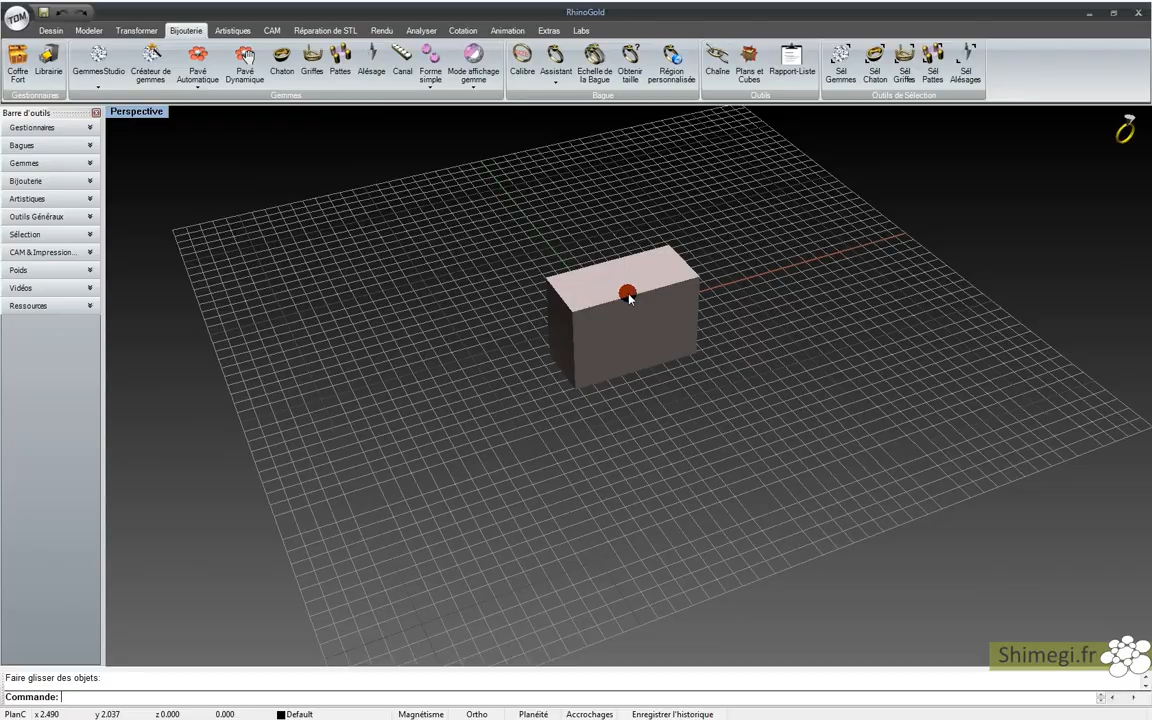 RhinoGold
TDM
Dessin Modeler Transformer Bijouterie Artistiques CAM Réparation de STL Rendu Analyser Cotation Animation Extras Labs
Coffre Fort
Librairie
GemmesStudio
Créateur de gemmes
Pavé Automatique
Pavé Dynamique
Chaton
Griffes
Pattes
Alésage
Canal
Forme simple
Mode affichage gemme
Calibre
Assistant
Echelle de la Bague
Obtenir taille
Région personnalisée
Chaîne
Plans et Cubes
Rapport-Liste
Sél Gemmes
Sél Chaton
Sél Griffes
Sél Pattes
Sél Alésages
Gestionnaires Gemmes Bague Outils Outils de Sélection
Barre d'outils
Perspective
Gestionnaires
Bagues
Gemmes
Bijouterie
Artistiques
Outils Généraux
Sélection
CAM & Impression...
Poids
Vidéos
Ressources
Shimegi.fr
Faire glisser des objets:
Commande:
PlanC x 2.490 y 2.037 z 0.000 0.000 Default Magnétisme Ortho Planéité Accrochages Enregistrer l'historique